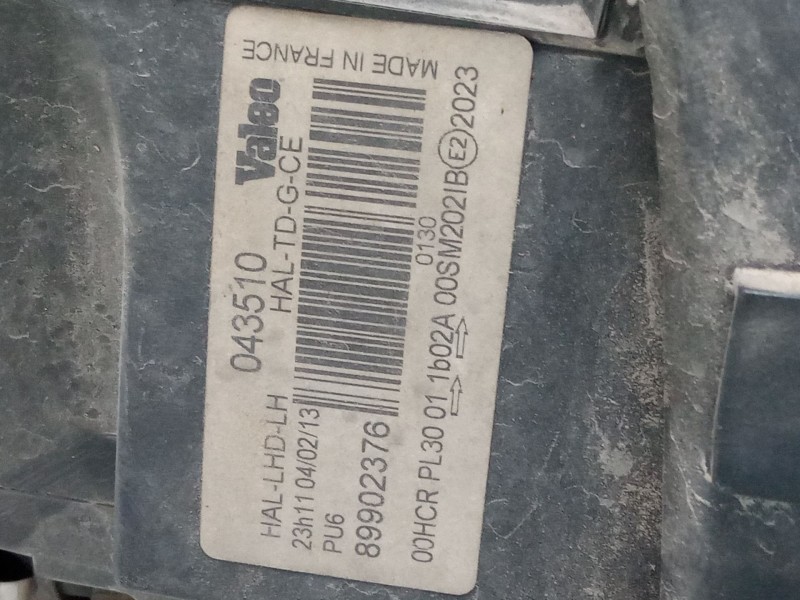 HAL-LHD-LH 043510 Valeo
23h11 04/02/13 HAL-TD-G-CE
PU6
89902376
0130
00HCR PL30 01 1b02A 00SM2021B E2 2023
MADE IN FRANCE